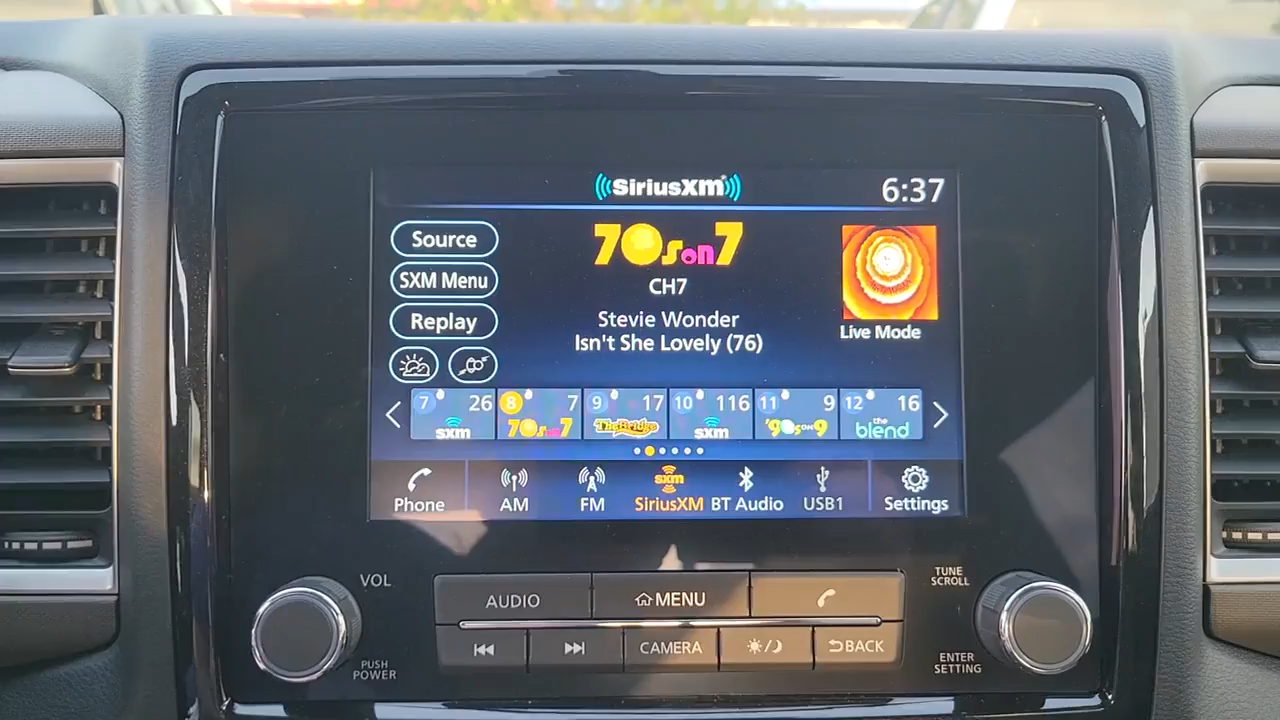 SiriusXM
6:37
Source
SXM Menu
Replay
70s on 7
CH7
Stevie Wonder
Isn't She Lovely (76)
Live Mode
7 26 sxm
8 7 70s on 7
9 17 The Bridge
10 116 sxm
11 9 '90s ON 9
12 16 the blend
Phone
AM
FM
sxm
SiriusXM
BT Audio
USB1
Settings
VOL
PUSH
POWER
AUDIO
MENU
CAMERA
BACK
TUNE
SCROLL
ENTER
SETTING